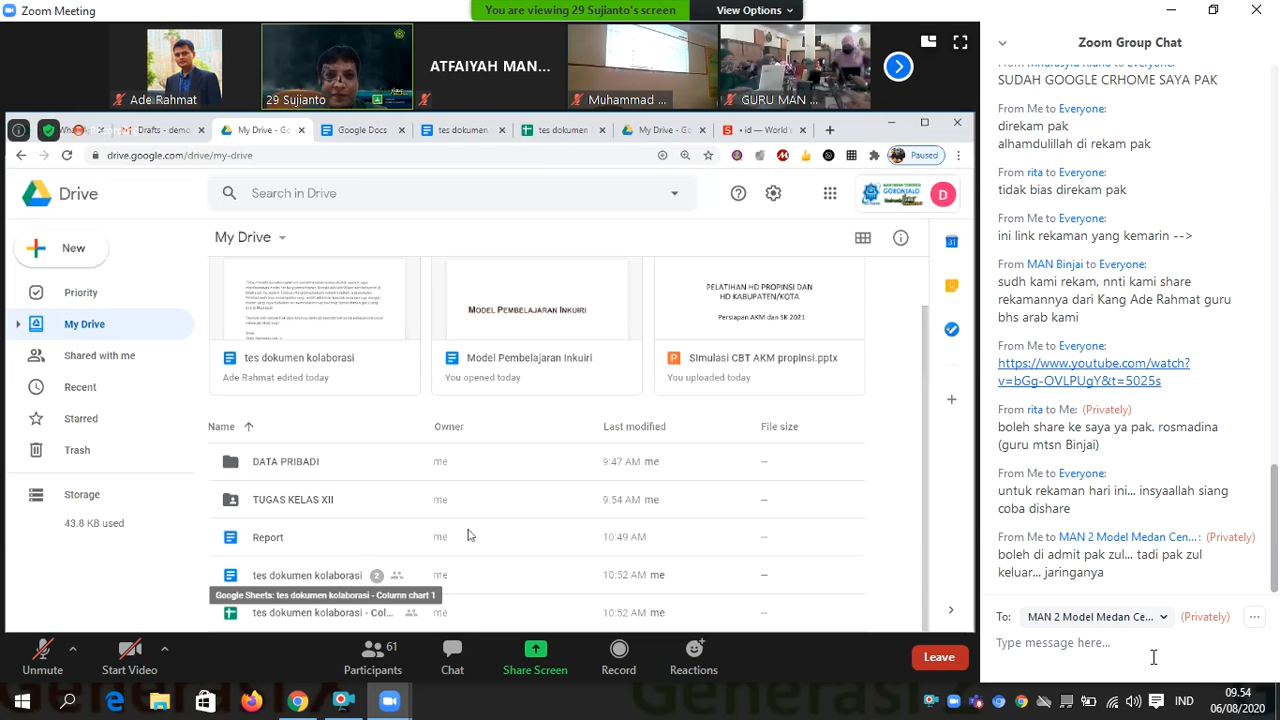 Zoom Meeting
You are viewing 29 Sujianto's screen
View Options
Ade Rahmat
29 Sujianto
ATFAIYAH MAN...
Muhammad ...
GURU MAN ...
Drafts - demo
My Drive - Go
Google Docs
tes dokumen
tes dokumen
My Drive - Go
• id — World's
drive.google.com/drive/my-drive
Paused
Drive
Search in Drive
GORONTALO
D
New
My Drive
Priority
My Drive
Shared with me
Recent
Starred
Trash
Storage
43.8 KB used
MODEL PEMBELAJARAN INKUIRI
PELATIHAN HD PROPINSI DAN
HD KABUPATEN/KOTA
Persiapan AKM dan SK 2021
tes dokumen kolaborasi
Ade Rahmat edited today
Model Pembelajaran Inkuiri
You opened today
SImulasi CBT AKM propinsi.pptx
You uploaded today
Name
Owner
Last modified
File size
DATA PRIBADI
me
9:47 AM me
—
TUGAS KELAS XII
me
9:54 AM me
—
Report
me
10:49 AM
—
tes dokumen kolaborasi
2
me
10:52 AM me
—
Google Sheets: tes dokumen kolaborasi - Column chart 1
tes dokumen kolaborasi - Col...
me
10:52 AM me
—
Unmute
Start Video
61
Participants
Chat
Share Screen
Record
Reactions
Leave
Zoom Group Chat
SUDAH GOOGLE CRHOME SAYA PAK
From Me to Everyone:
direkam pak
alhamdulillah di rekam pak
From rita to Everyone:
tidak bias direkam pak
From Me to Everyone:
ini link rekaman yang kemarin -->
From MAN Binjai to Everyone:
sudh kami rekam, nnti kami share
rekamannya dari Kang Ade Rahmat guru
bhs arab kami
From Me to Everyone:
https://www.youtube.com/watch?
v=bGg-OVLPUgY&t=5025s
From rita to Me: (Privately)
boleh share ke saya ya pak. rosmadina
(guru mtsn Binjai)
From Me to Everyone:
untuk rekaman hari ini... insyaallah siang
coba dishare
From Me to MAN 2 Model Medan Cen...: (Privately)
boleh di admit pak zul... tadi pak zul
keluar... jaringanya
To:
MAN 2 Model Medan Ce...
(Privately)
Type message here...
IND
09.54
06/08/2020